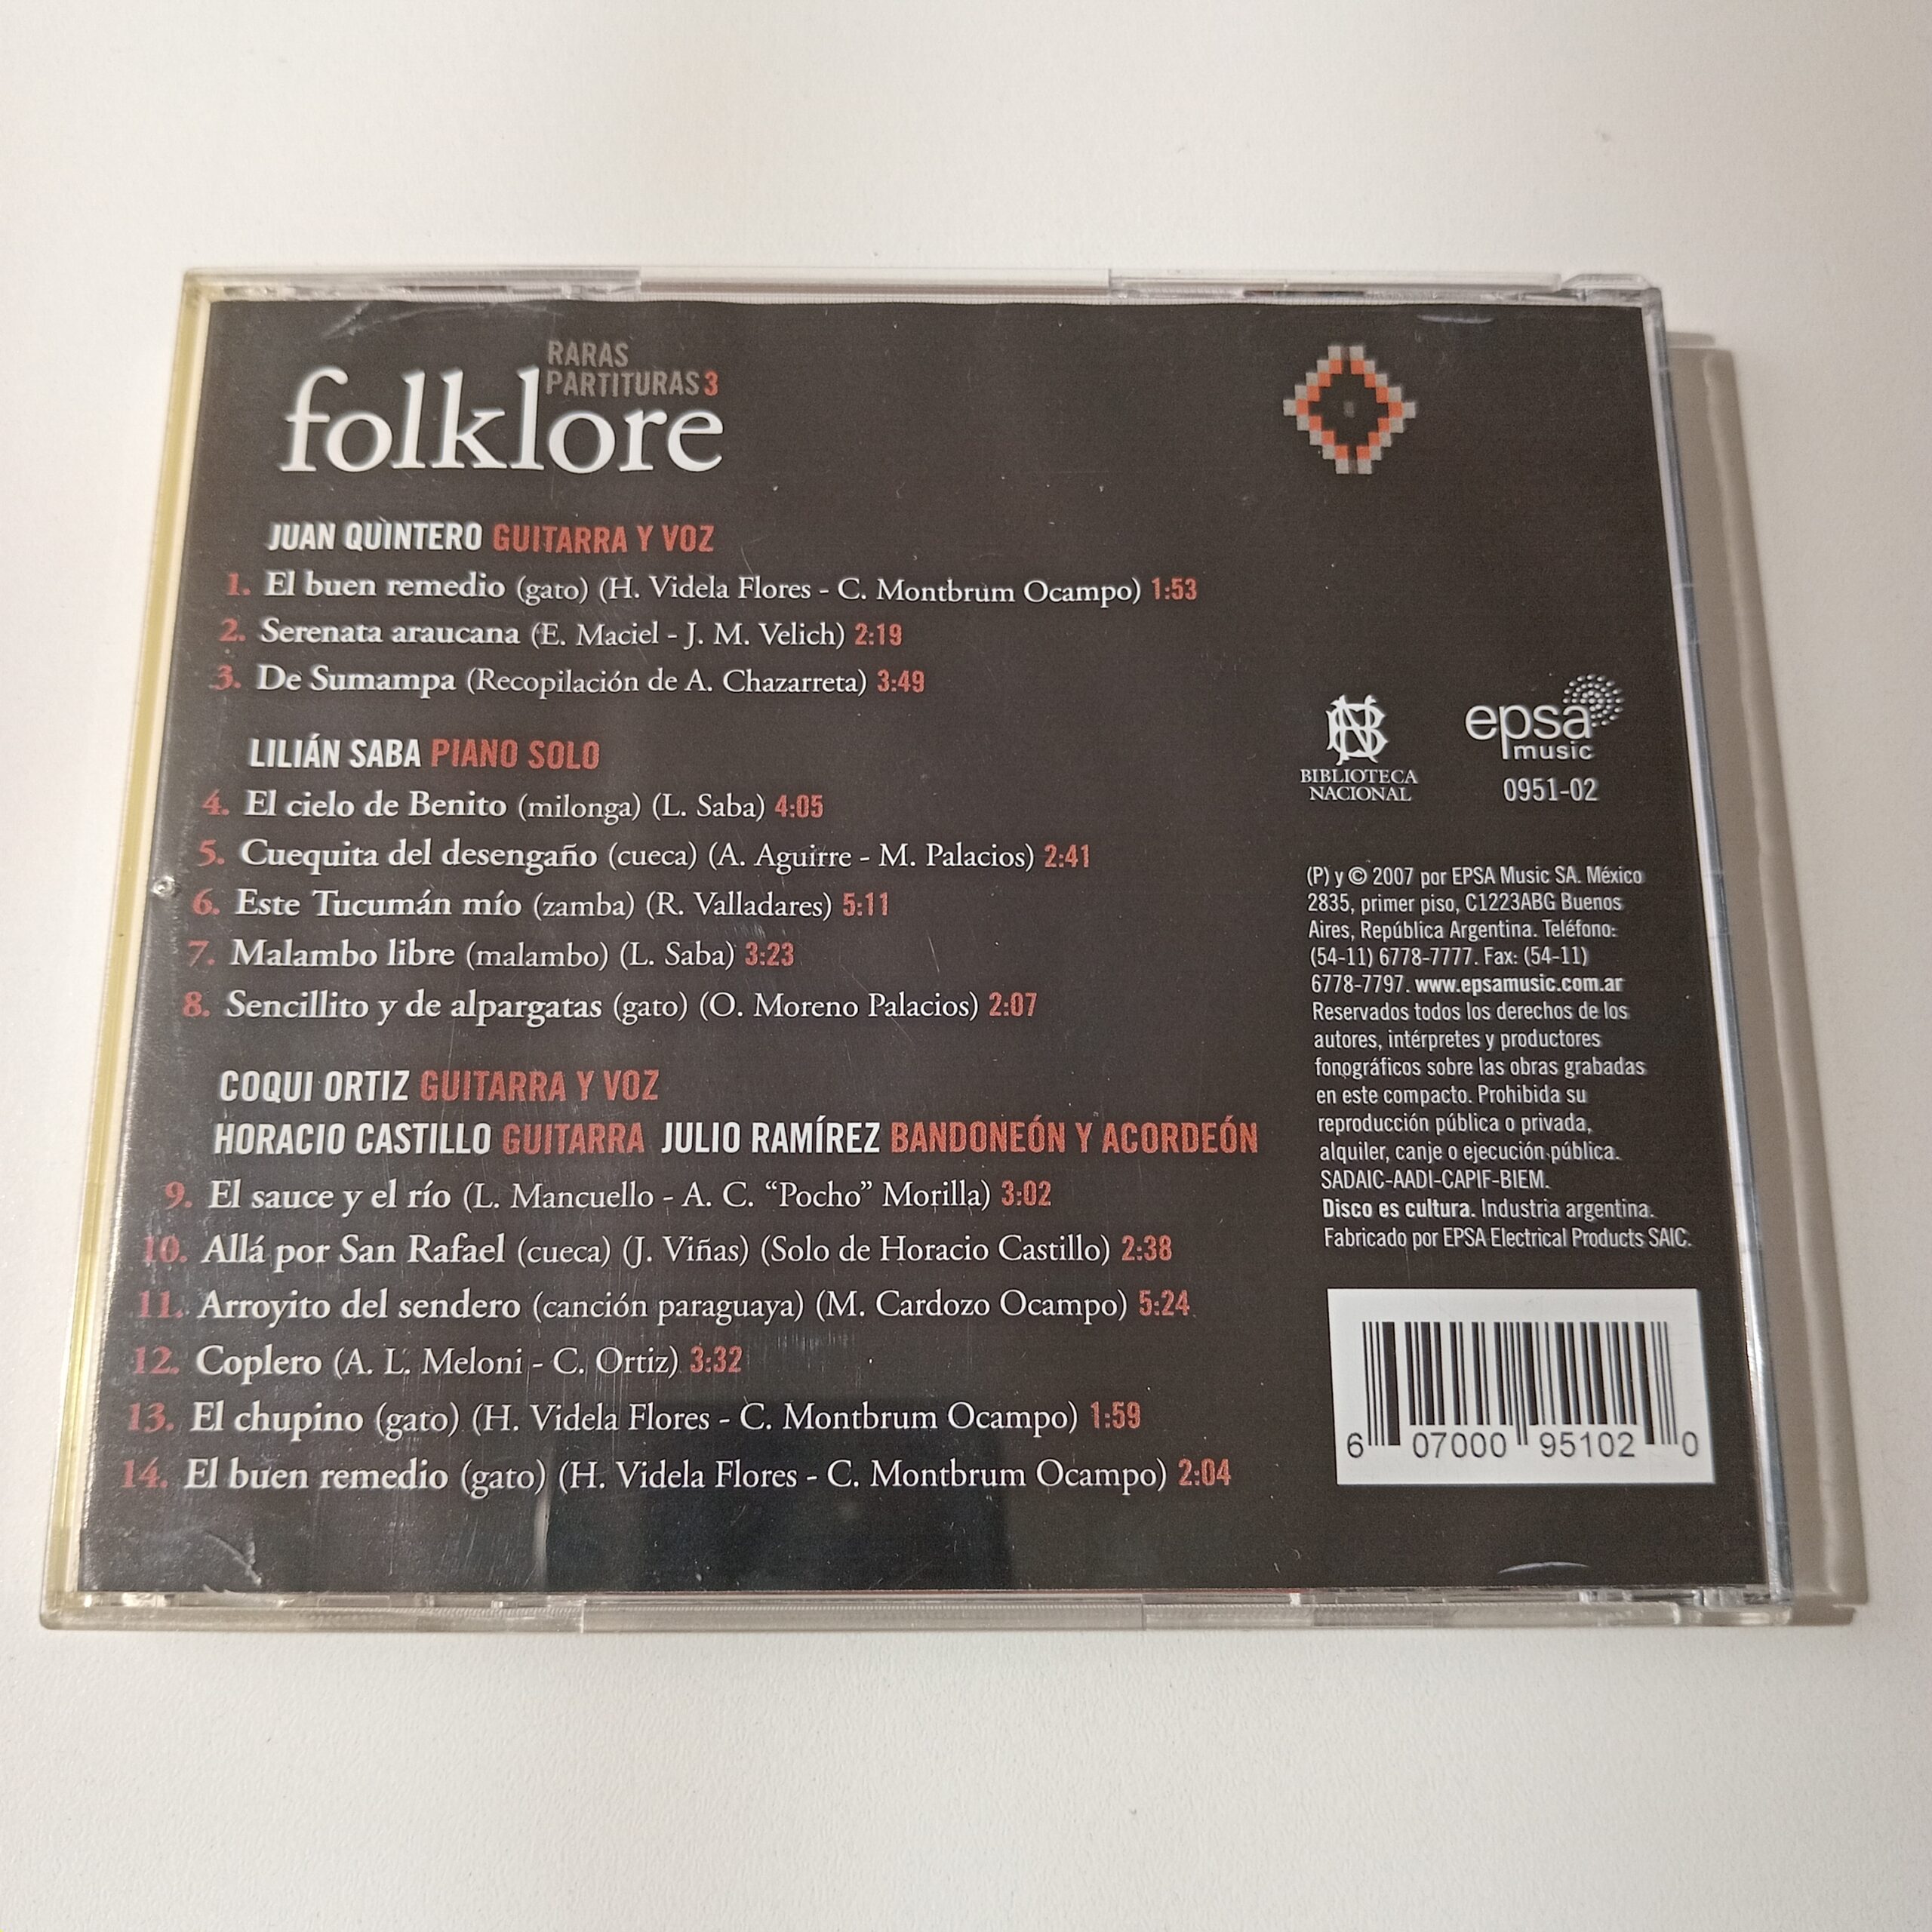 RARAS
PARTITURAS 3
folklore
JUAN QUINTERO GUITARRA Y VOZ
1. El buen remedio (gato) (H. Videla Flores - C. Montbrum Ocampo) 1:53
2. Serenata araucana (E. Maciel - J. M. Velich) 2:19
3. De Sumampa (Recopilación de A. Chazarreta) 3:49
LILIÁN SABA PIANO SOLO
4. El cielo de Benito (milonga) (L. Saba) 4:05
5. Cuequita del desengaño (cueca) (A. Aguirre - M. Palacios) 2:41
6. Este Tucumán mío (zamba) (R. Valladares) 5:11
7. Malambo libre (malambo) (L. Saba) 3:23
8. Sencillito y de alpargatas (gato) (O. Moreno Palacios) 2:07
COQUI ORTIZ GUITARRA Y VOZ
HORACIO CASTILLO GUITARRA JULIO RAMÍREZ BANDONEÓN Y ACORDEÓN
9. El sauce y el río (L. Mancuello - A. C. “Pocho” Morilla) 3:02
10. Allá por San Rafael (cueca) (J. Viñas) (Solo de Horacio Castillo) 2:38
11. Arroyito del sendero (canción paraguaya) (M. Cardozo Ocampo) 5:24
12. Coplero (A. L. Meloni - C. Ortiz) 3:32
13. El chupino (gato) (H. Videla Flores - C. Montbrum Ocampo) 1:59
14. El buen remedio (gato) (H. Videla Flores - C. Montbrum Ocampo) 2:04
BN
BIBLIOTECA
NACIONAL
epsa
music
0951-02
(P) y © 2007 por EPSA Music SA. México
2835, primer piso, C1223ABG Buenos
Aires, República Argentina. Teléfono:
(54-11) 6778-7777. Fax: (54-11)
6778-7797. www.epsamusic.com.ar
Reservados todos los derechos de los
autores, intérpretes y productores
fonográficos sobre las obras grabadas
en este compacto. Prohibida su
reproducción pública o privada,
alquiler, canje o ejecución pública.
SADAIC-AADI-CAPIF-BIEM.
Disco es cultura. Industria argentina.
Fabricado por EPSA Electrical Products SAIC.
6 07000 95102 0